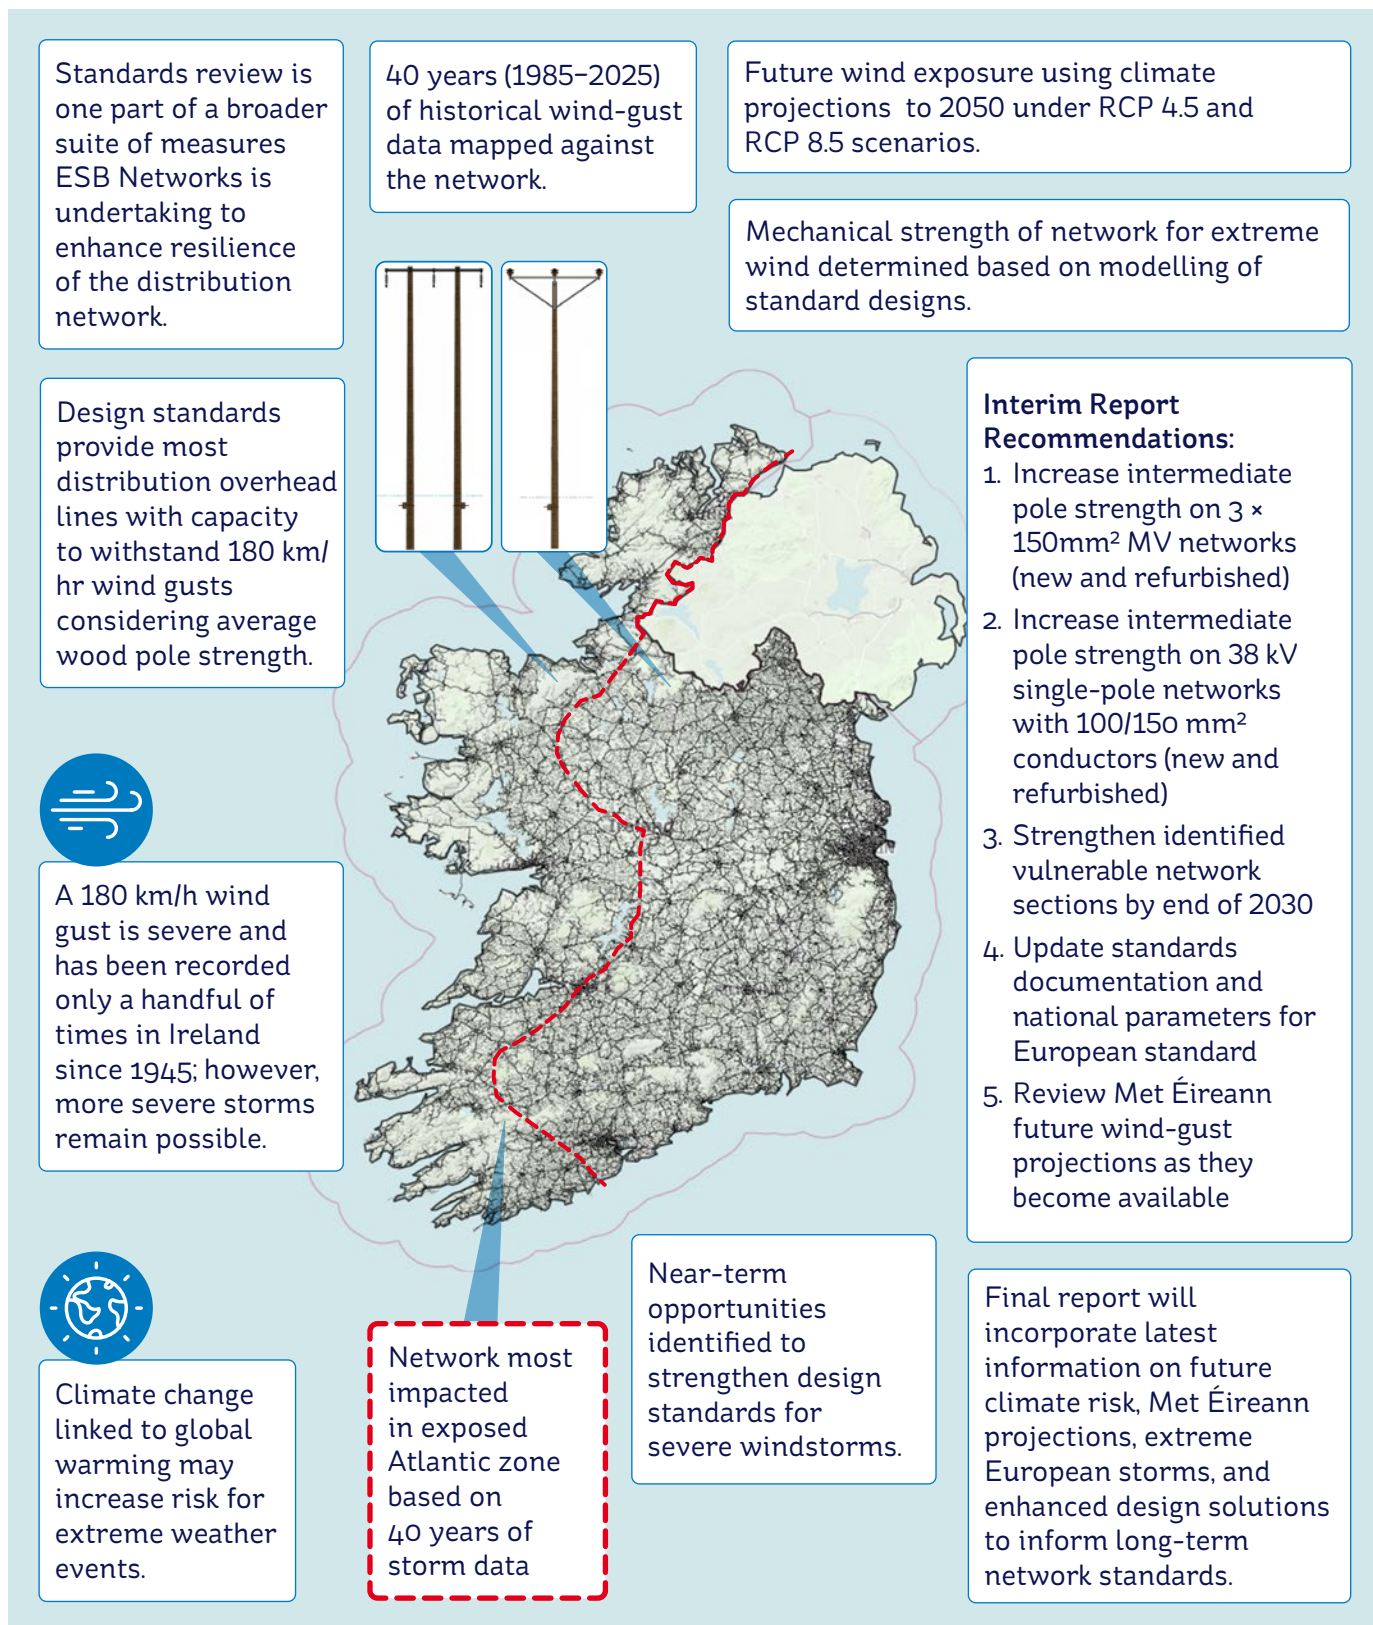 Standards review is
one part of a broader
suite of measures
ESB Networks is
undertaking to
enhance resilience
of the distribution
network.
40 years (1985–2025)
of historical wind-gust
data mapped against
the network.
Future wind exposure using climate
projections to 2050 under RCP 4.5 and
RCP 8.5 scenarios.
Mechanical strength of network for extreme
wind determined based on modelling of
standard designs.
Design standards
provide most
distribution overhead
lines with capacity
to withstand 180 km/
hr wind gusts
considering average
wood pole strength.
Interim Report
Recommendations:
1. Increase intermediate
pole strength on 3 ×
150mm² MV networks
(new and refurbished)
2. Increase intermediate
pole strength on 38 kV
single-pole networks
with 100/150 mm²
conductors (new and
refurbished)
3. Strengthen identified
vulnerable network
sections by end of 2030
4. Update standards
documentation and
national parameters for
European standard
5. Review Met Éireann
future wind-gust
projections as they
become available
A 180 km/h wind
gust is severe and
has been recorded
only a handful of
times in Ireland
since 1945; however,
more severe storms
remain possible.
Climate change
linked to global
warming may
increase risk for
extreme weather
events.
Network most
impacted
in exposed
Atlantic zone
based on
40 years of
storm data
Near-term
opportunities
identified to
strengthen design
standards for
severe windstorms.
Final report will
incorporate latest
information on future
climate risk, Met Éireann
projections, extreme
European storms, and
enhanced design solutions
to inform long-term
network standards.